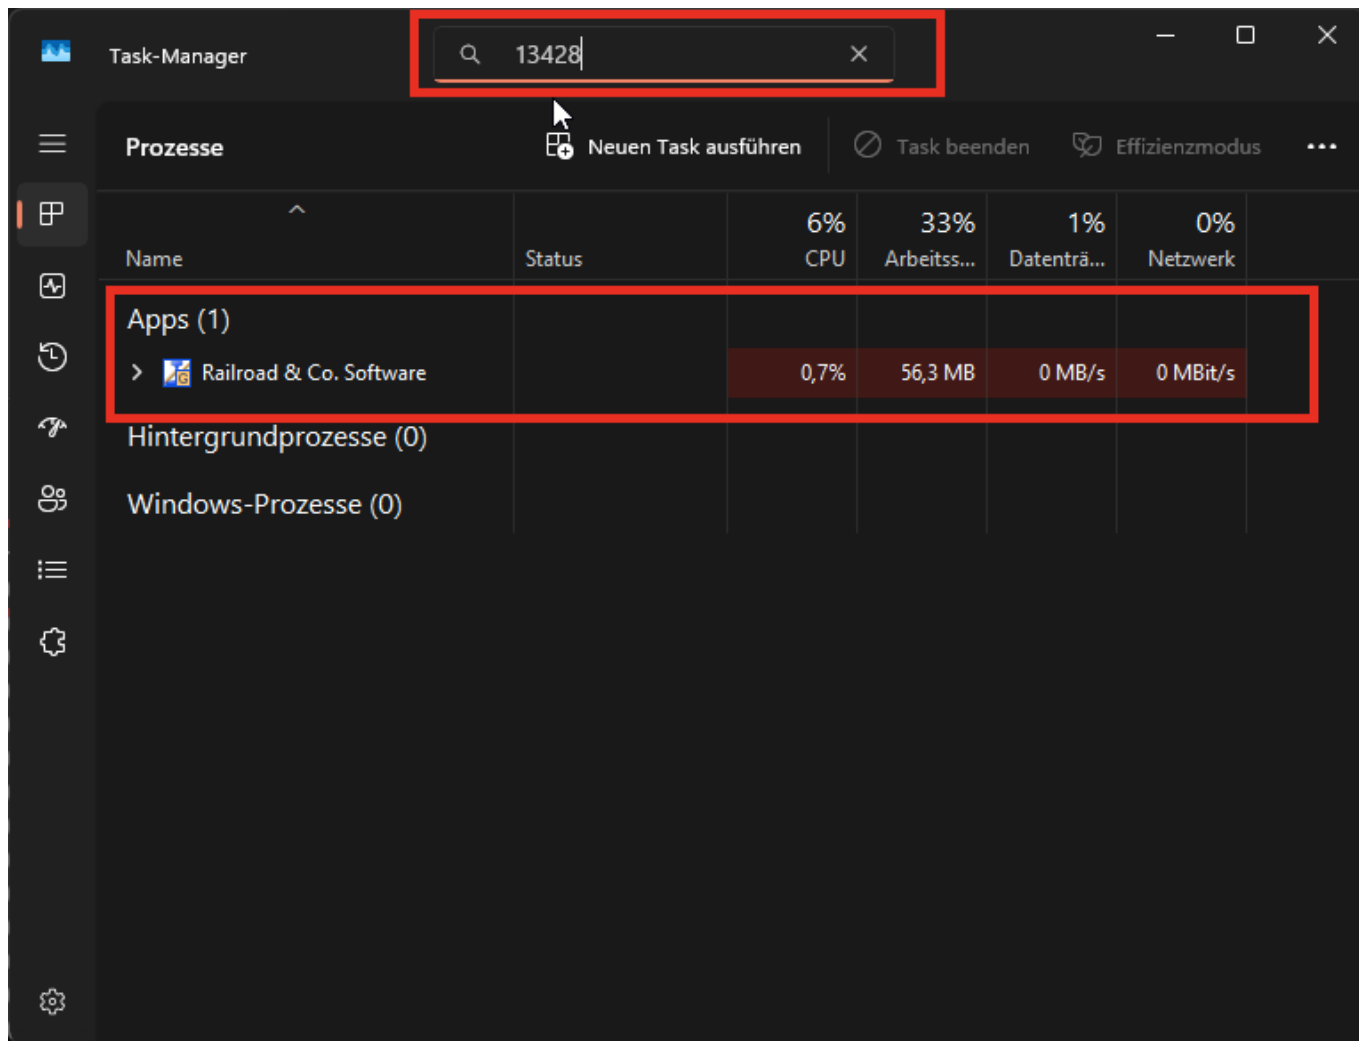 Task-Manager
13428
Prozesse
Neuen Task ausführen
Task beenden
Effizienzmodus
6% 33% 1% 0%
Name Status CPU Arbeitss... Datenträ... Netzwerk
Apps (1)
Railroad & Co. Software 0,7% 56,3 MB 0 MB/s 0 MBit/s
Hintergrundprozesse (0)
Windows-Prozesse (0)